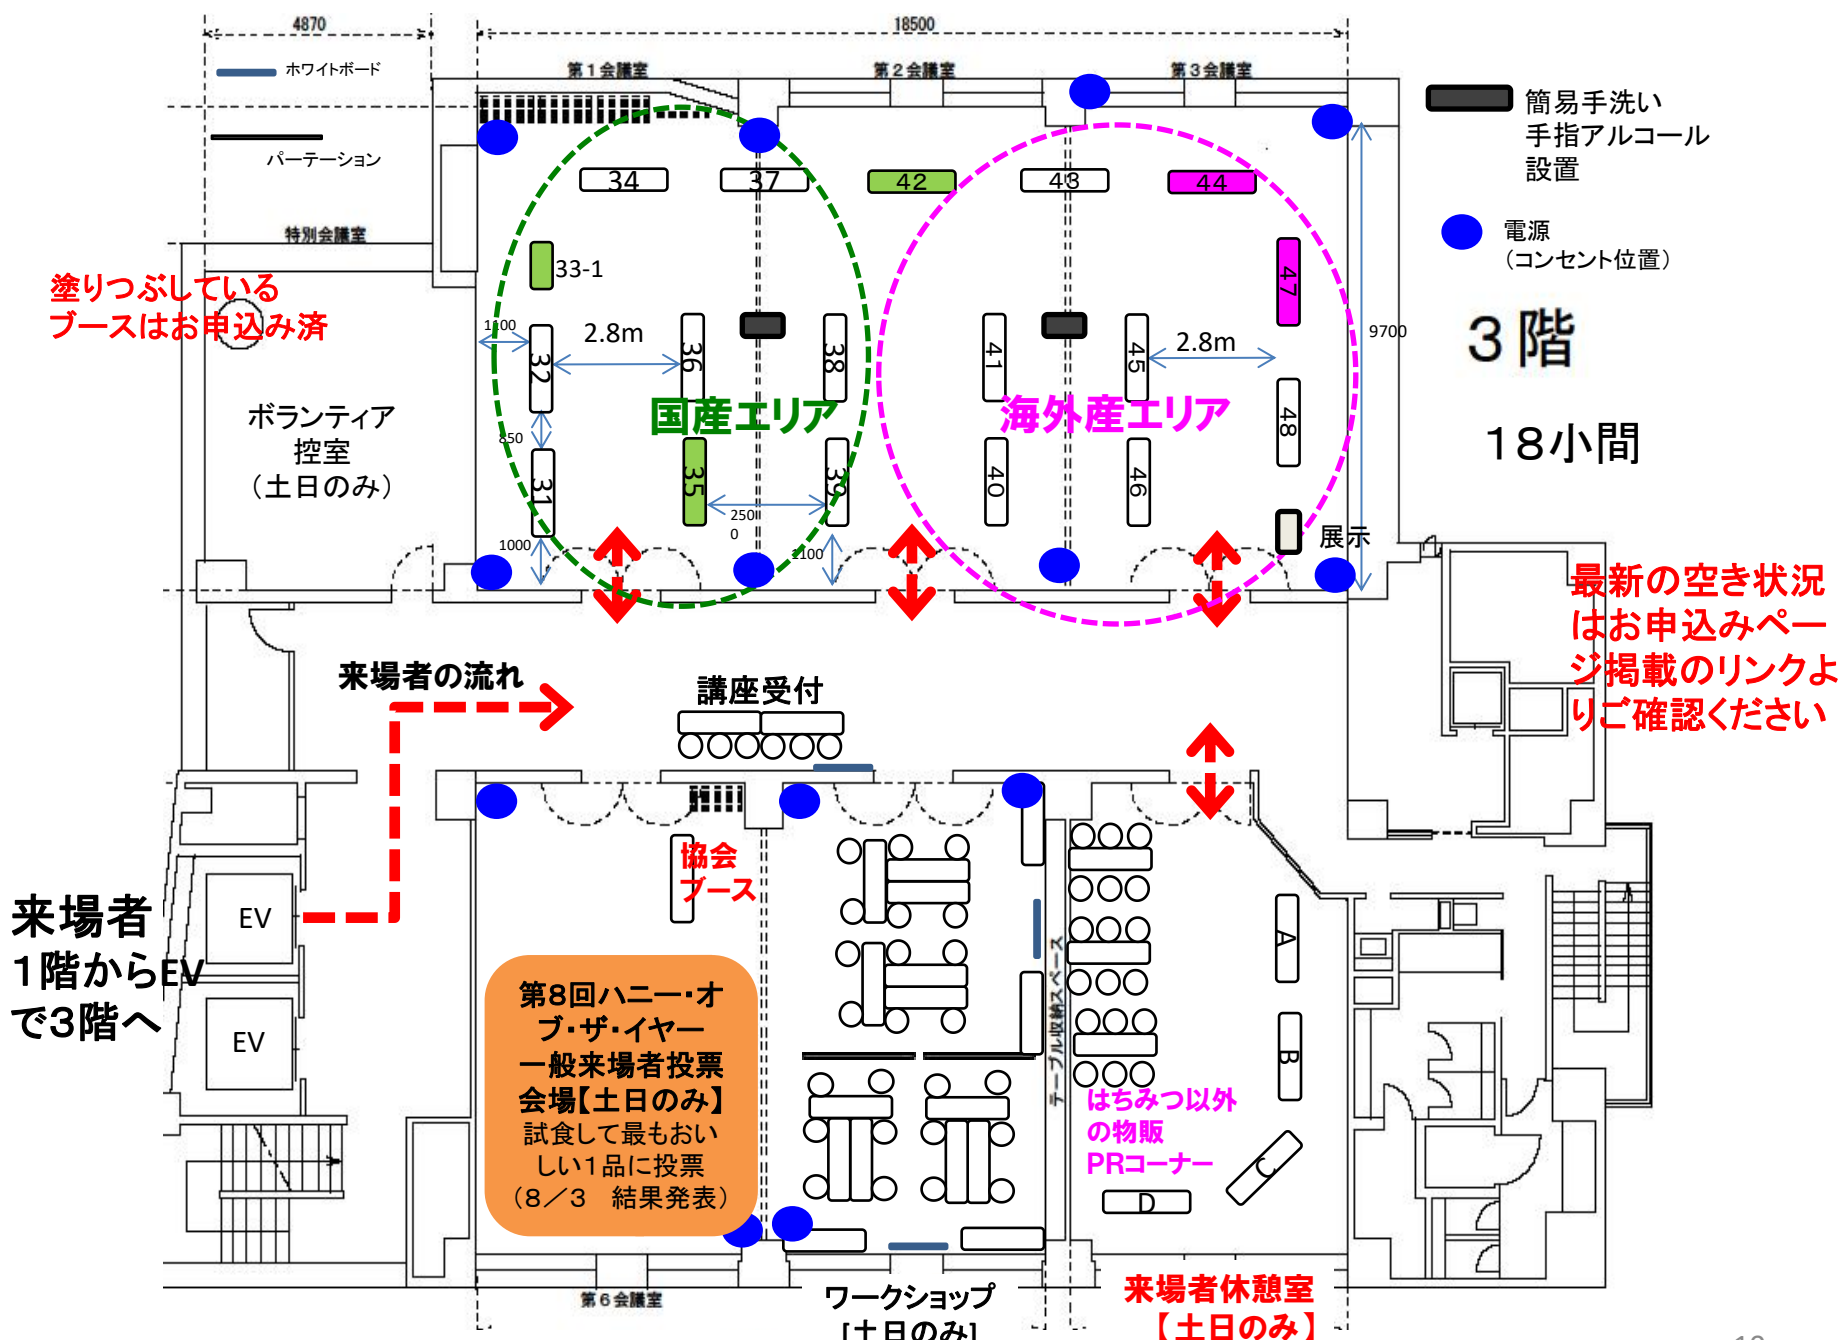 4870
18500
ホワイトボード
第１会議室
第２会議室
第３会議室
簡易手洗い
手指アルコール
設置
パーテーション
34
37
42
43
44
特別会議室
電源
（コンセント位置）
33-1
47
塗りつぶしている
ブースはお申込み済
1100
32
2.8m
36
38
41
45
2.8m
9700
３階
48
ボランティア
控室
（土日のみ）
国産エリア
海外産エリア
18小間
850
31
35
39
40
46
250
0
展示
1000
1100
最新の空き状況
はお申込みペー
ジ掲載のリンクよ
りご確認ください
来場者の流れ
講座受付
協会
ブース
来場者
１階からEV
で３階へ
EV
EV
A
B
C
D
テーブル収納スペース
第８回ハニー・オ
ブ・ザ・イヤー
一般来場者投票
会場【土日のみ】
試食して最もおい
しい１品に投票
（８／３　結果発表）
はちみつ以外
の物販
PRコーナー
第６会議室
ワークショップ
[土日のみ]
来場者休憩室
【土日のみ】